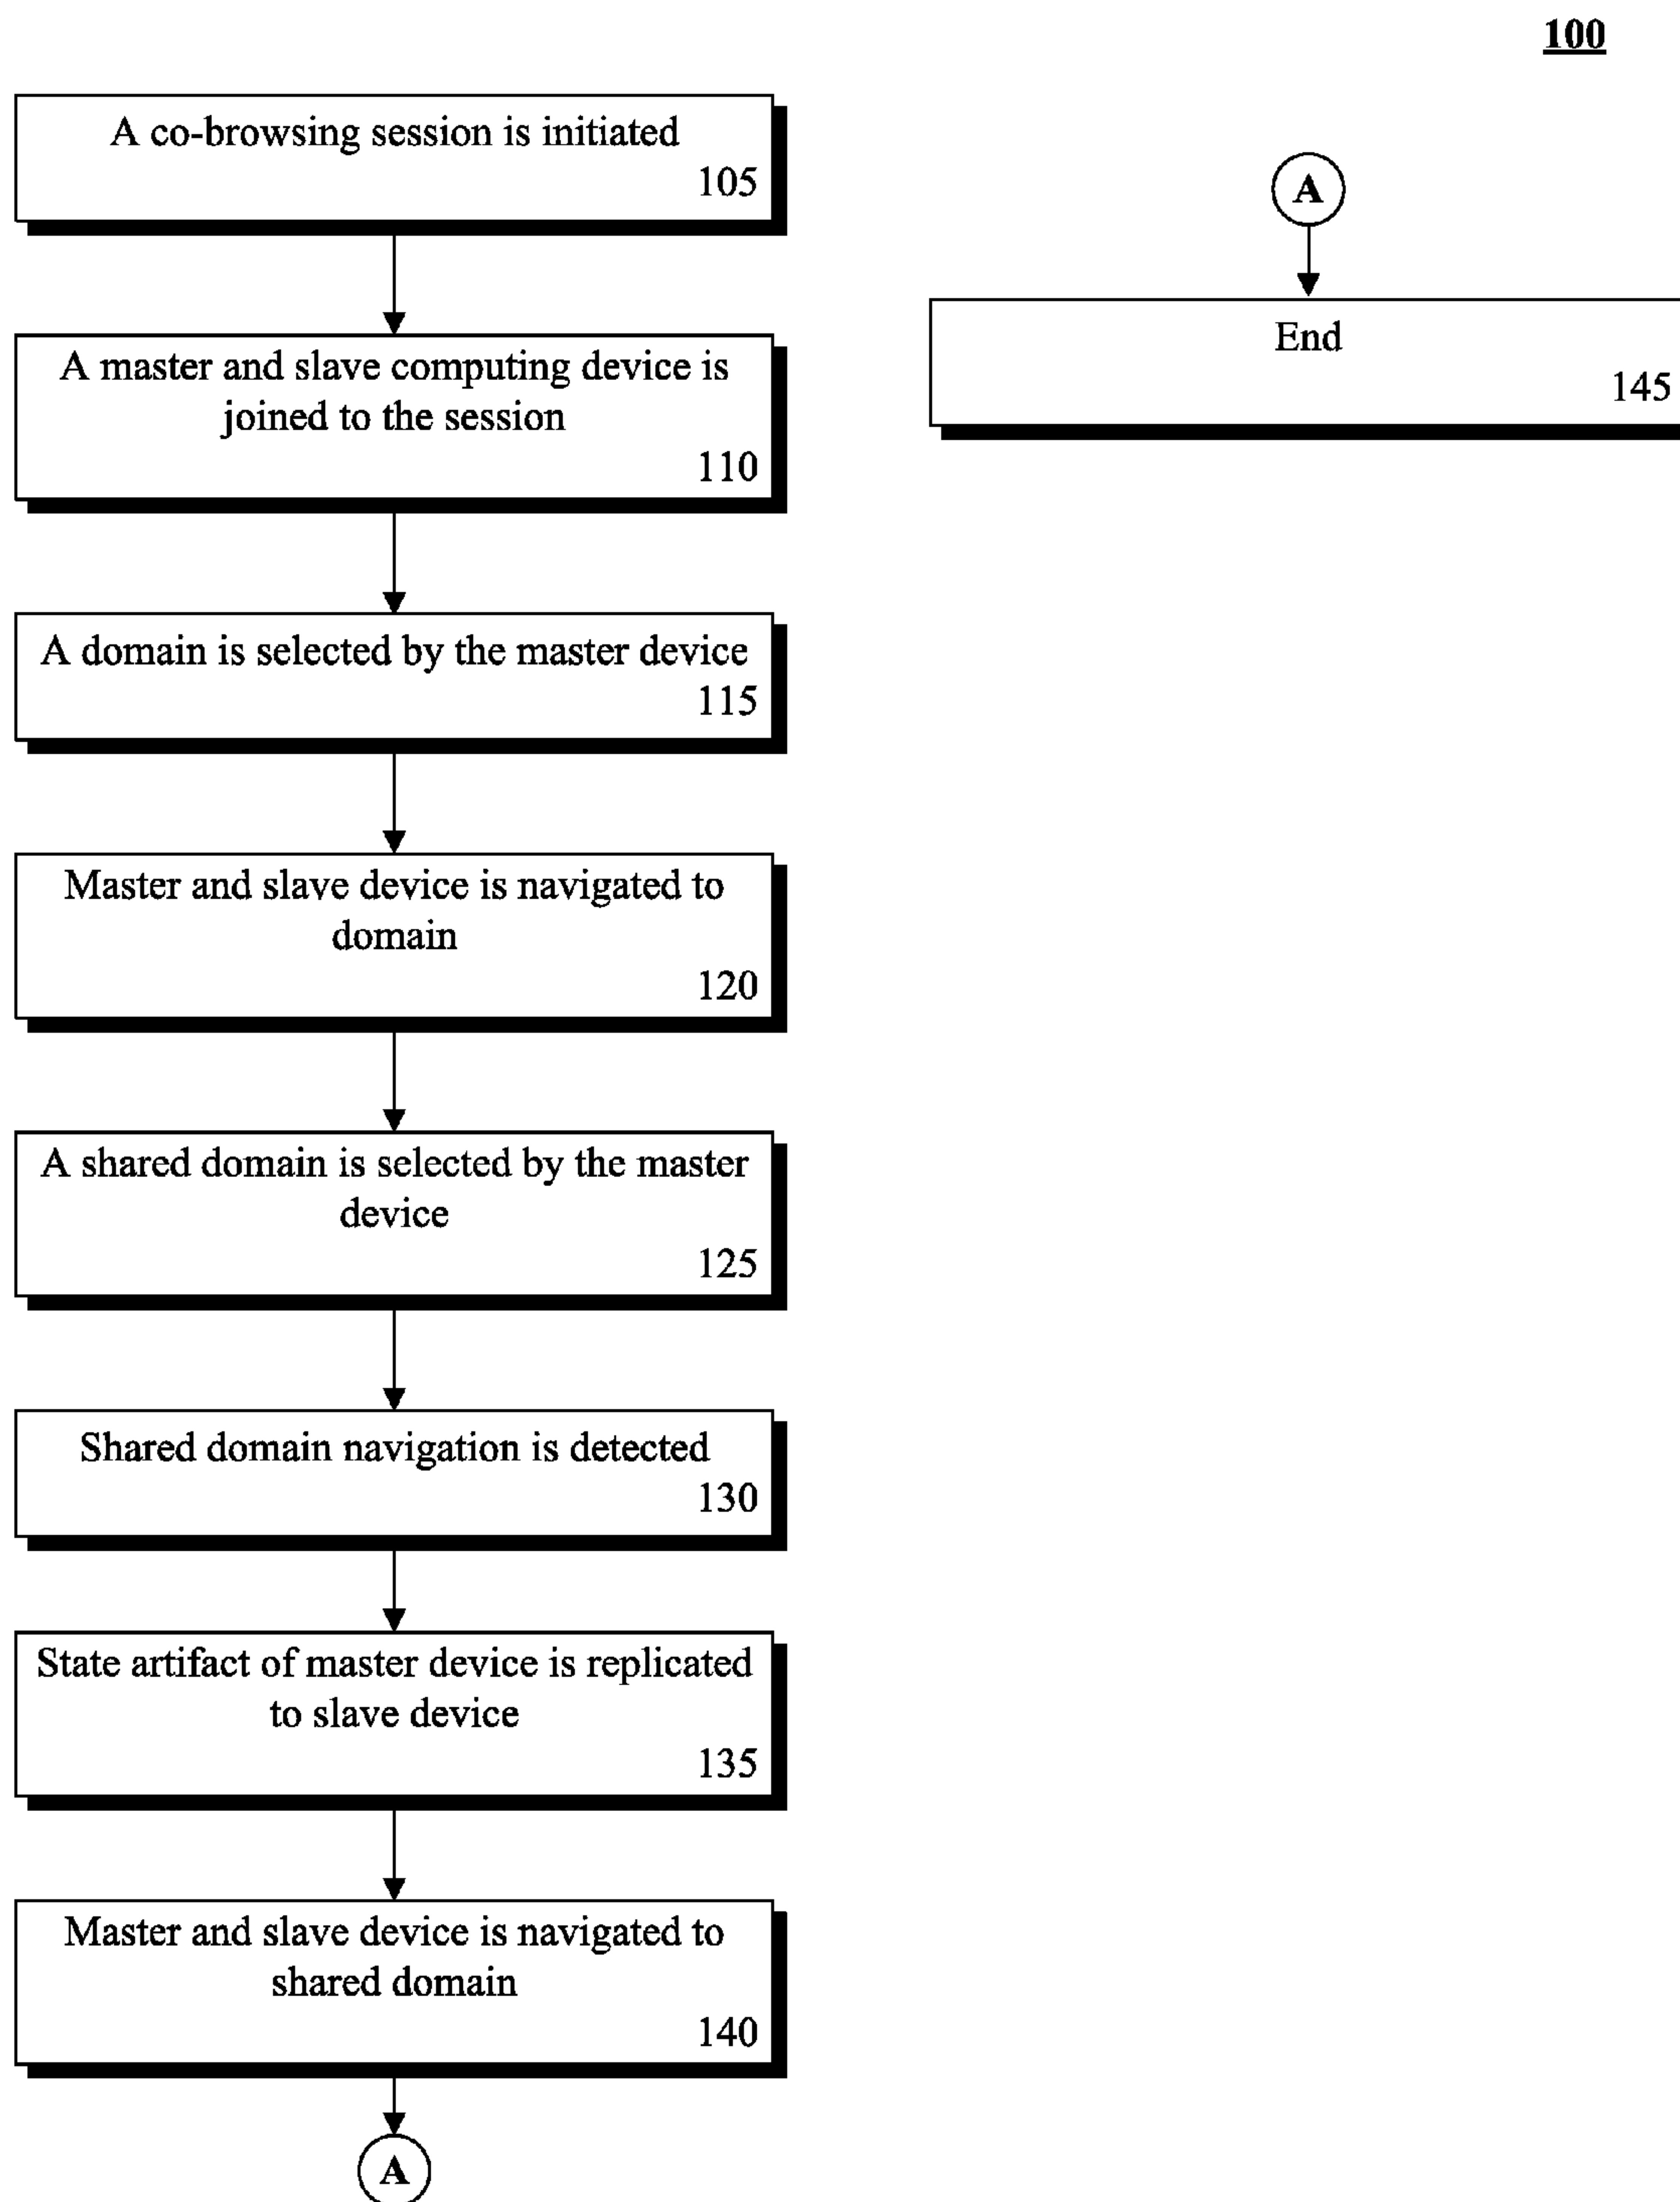 100
A co-browsing session is initiated
105
A master and slave computing device is
joined to the session
110
A domain is selected by the master device
115
Master and slave device is navigated to
domain
120
A shared domain is selected by the master
device
125
Shared domain navigation is detected
130
State artifact of master device is replicated
to slave device
135
Master and slave device is navigated to
shared domain
140
A
A
End
145